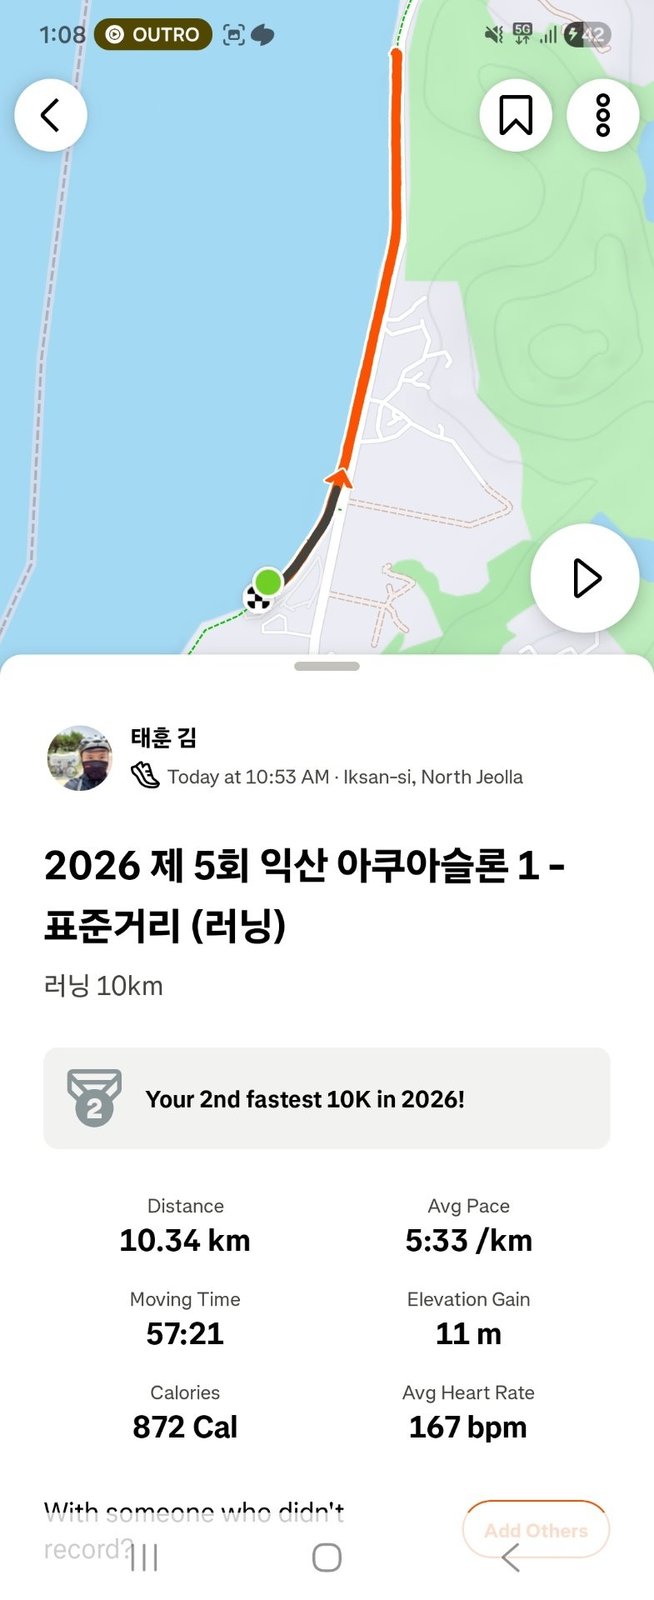 1:08 OUTRO 5G 42
태훈 김
Today at 10:53 AM · Iksan-si, North Jeolla
2026 제 5회 익산 아쿠아슬론 1 -
표준거리 (러닝)
러닝 10km
2 Your 2nd fastest 10K in 2026!
Distance Avg Pace
10.34 km 5:33 /km
Moving Time Elevation Gain
57:21 11 m
Calories Avg Heart Rate
872 Cal 167 bpm
With someone who didn't
record? Add Others